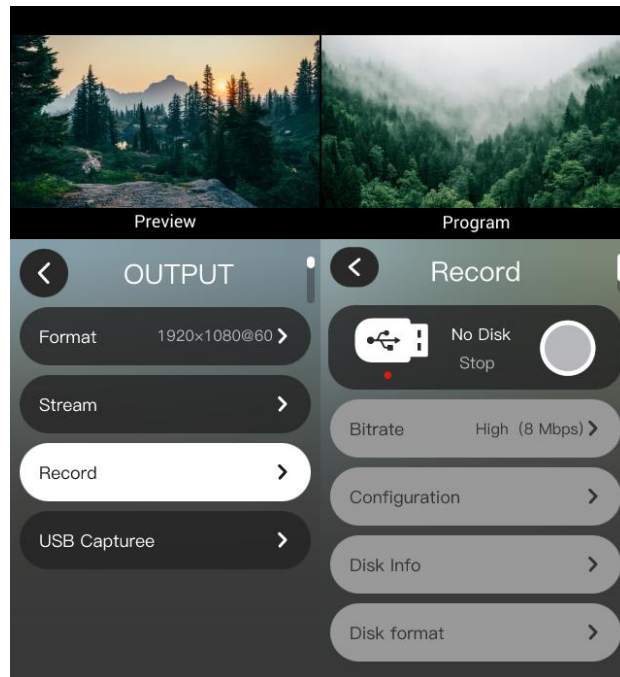 Preview
Program
OUTPUT
Format 1920×1080@60
Stream
Record
USB Capturee
Record
No Disk
Stop
Bitrate High (8 Mbps)
Configuration
Disk Info
Disk format